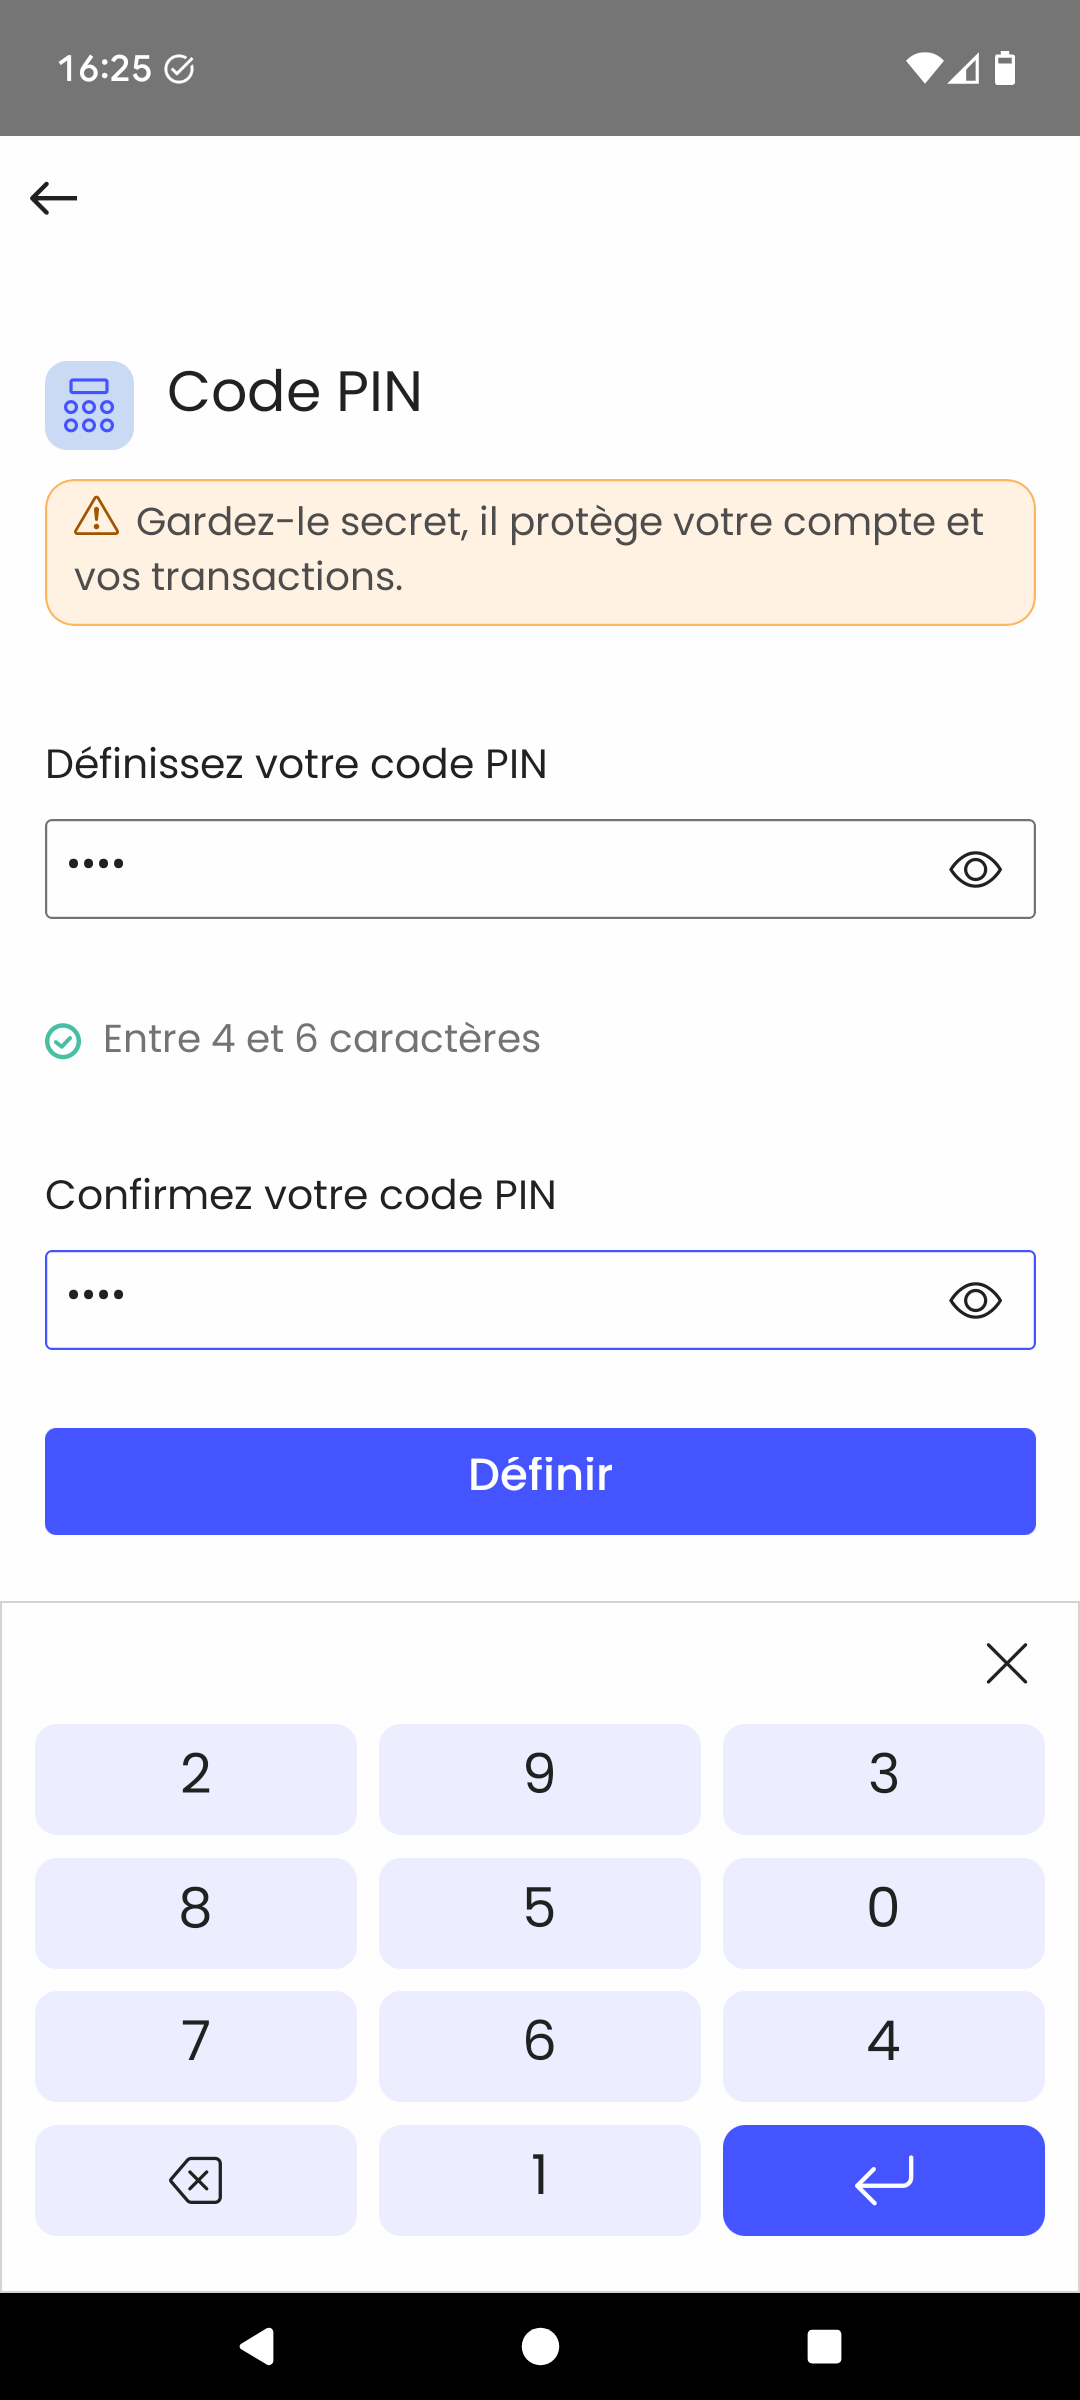 16:25
Code PIN
Gardez-le secret, il protège votre compte et
vos transactions.
Définissez votre code PIN
••••
Entre 4 et 6 caractères
Confirmez votre code PIN
••••
Définir
2 9 3
8 5 0
7 6 4
1